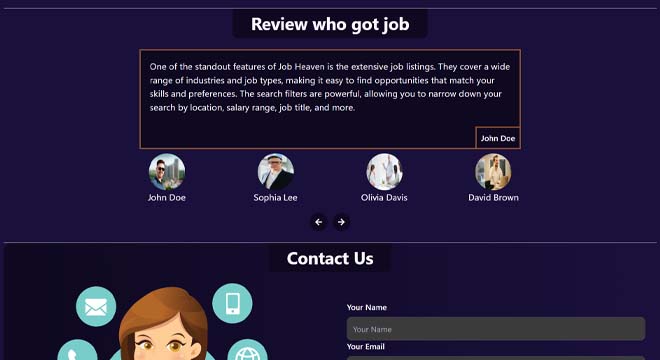 Review who got job
One of the standout features of Job Heaven is the extensive job listings. They cover a wide
range of industries and job types, making it easy to find opportunities that match your
skills and preferences. The search filters are powerful, allowing you to narrow down your
search by location, salary range, job title, and more.
John Doe
John Doe
Sophia Lee
Olivia Davis
David Brown
Contact Us
Your Name
Your Name
Your Email